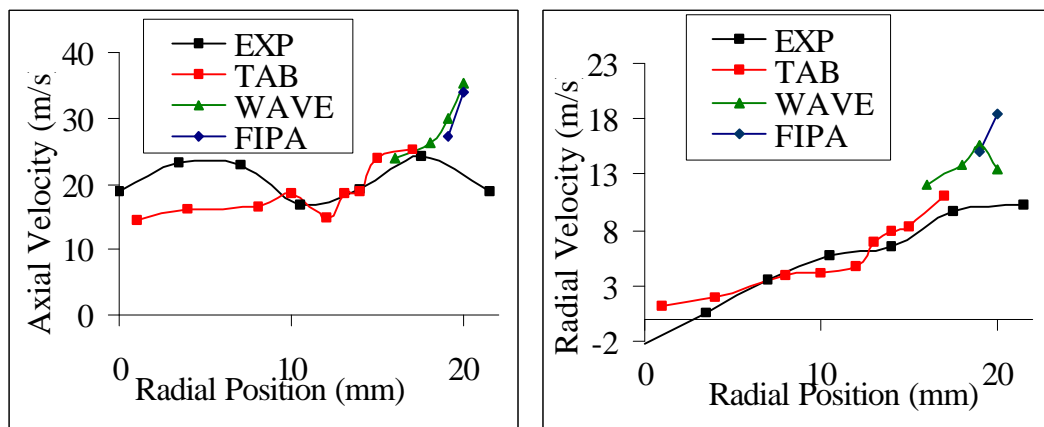 EXP
TAB
WAVE
FIPA
Axial Velocity (m/s)
40
30
20
10
0
0
10
20
Radial Position (mm)
EXP
TAB
WAVE
FIPA
Radial Velocity (m/s)
23
18
13
8
3
-2
0
10
20
Radial Position (mm)